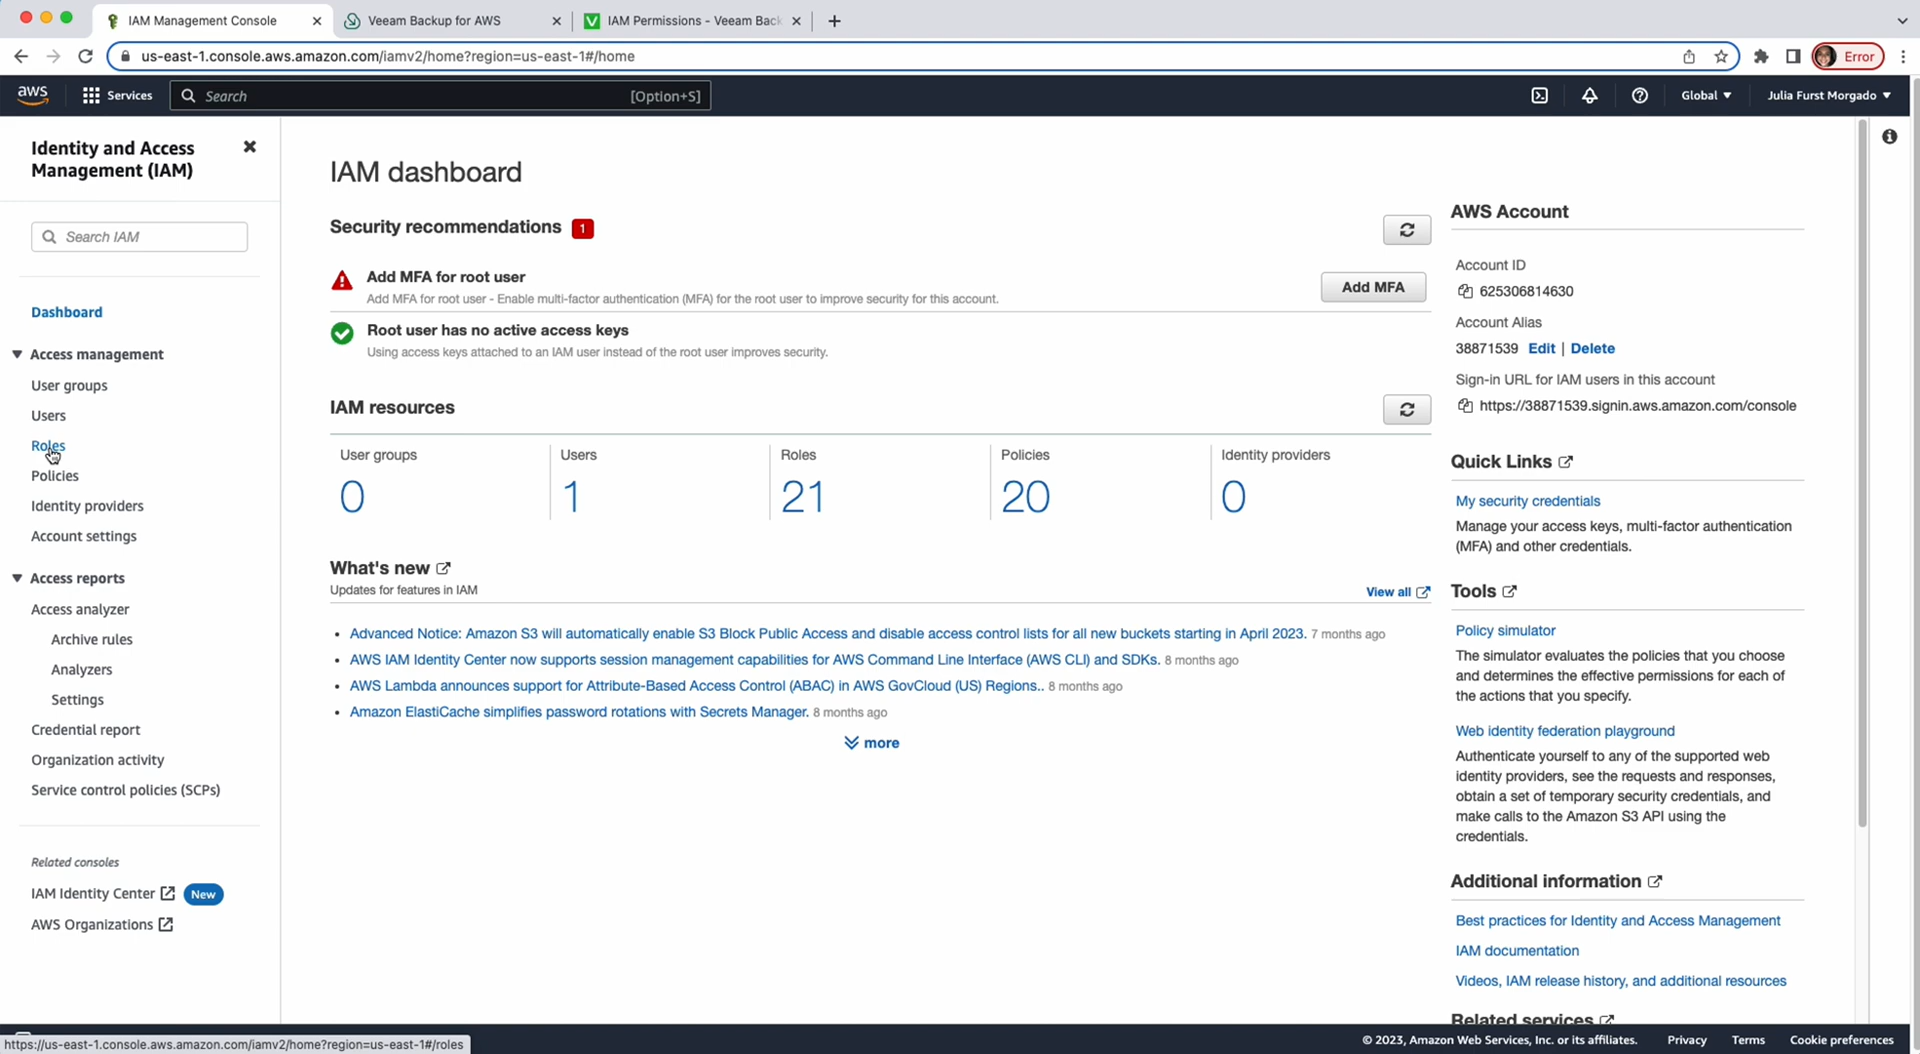 IAM Management Console
Veeam Backup for AWS
IAM Permissions - Veeam Back
us-east-1.console.aws.amazon.com/iamv2/home?region=us-east-1#/home
Error
aws
Services
Search
[Option+S]
Global
Julia Furst Morgado
Identity and Access
Management (IAM)
Search IAM
Dashboard
Access management
User groups
Users
Roles
Policies
Identity providers
Account settings
Access reports
Access analyzer
Archive rules
Analyzers
Settings
Credential report
Organization activity
Service control policies (SCPs)
Related consoles
IAM Identity Center New
AWS Organizations
IAM dashboard
Security recommendations 1
Add MFA for root user
Add MFA for root user - Enable multi-factor authentication (MFA) for the root user to improve security for this account.
Add MFA
Root user has no active access keys
Using access keys attached to an IAM user instead of the root user improves security.
IAM resources
User groups
0
Users
1
Roles
21
Policies
20
Identity providers
0
What's new
Updates for features in IAM
View all
Advanced Notice: Amazon S3 will automatically enable S3 Block Public Access and disable access control lists for all new buckets starting in April 2023. 7 months ago
AWS IAM Identity Center now supports session management capabilities for AWS Command Line Interface (AWS CLI) and SDKs. 8 months ago
AWS Lambda announces support for Attribute-Based Access Control (ABAC) in AWS GovCloud (US) Regions.. 8 months ago
Amazon ElastiCache simplifies password rotations with Secrets Manager. 8 months ago
more
AWS Account
Account ID
625306814630
Account Alias
38871539 Edit | Delete
Sign-in URL for IAM users in this account
https://38871539.signin.aws.amazon.com/console
Quick Links
My security credentials
Manage your access keys, multi-factor authentication
(MFA) and other credentials.
Tools
Policy simulator
The simulator evaluates the policies that you choose
and determines the effective permissions for each of
the actions that you specify.
Web identity federation playground
Authenticate yourself to any of the supported web
identity providers, see the requests and responses,
obtain a set of temporary security credentials, and
make calls to the Amazon S3 API using the
credentials.
Additional information
Best practices for Identity and Access Management
IAM documentation
Videos, IAM release history, and additional resources
Related services
https://us-east-1.console.aws.amazon.com/iamv2/home?region=us-east-1#/roles
© 2023, Amazon Web Services, Inc. or its affiliates.
Privacy
Terms
Cookie preferences